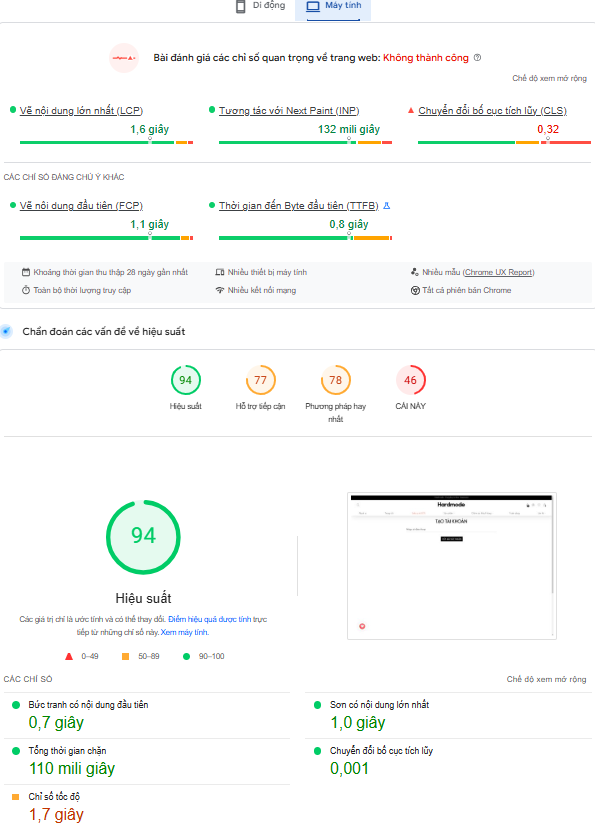 Di động
Máy tính
Bài đánh giá các chỉ số quan trọng về trang web: Không thành công
Chế độ xem mở rộng
Vẽ nội dung lớn nhất (LCP)
1,6 giây
Tương tác với Next Paint (INP)
132 mili giây
Chuyển đổi bố cục tích lũy (CLS)
0,32
CÁC CHỈ SỐ ĐÁNG CHÚ Ý KHÁC
Vẽ nội dung đầu tiên (FCP)
1,1 giây
Thời gian đến Byte đầu tiên (TTFB)
0,8 giây
Khoảng thời gian thu thập 28 ngày gần nhất
Nhiều thiết bị máy tính
Nhiều mẫu (Chrome UX Report)
Toàn bộ thời lượng truy cập
Nhiều kết nối mạng
Tất cả phiên bản Chrome
Chẩn đoán các vấn đề về hiệu suất
94
77
78
46
Hiệu suất
Hỗ trợ tiếp cận
Phương pháp hay
nhất
CÁI NÀY
94
Hiệu suất
Các giá trị chỉ là ước tính và có thể thay đổi. Điểm hiệu quả được tính trực
tiếp từ những chỉ số này. Xem máy tính.
0–49
50–89
90–100
Hardmode
TẠO TÀI KHOẢN
CÁC CHỈ SỐ
Chế độ xem mở rộng
Bức tranh có nội dung đầu tiên
0,7 giây
Sơn có nội dung lớn nhất
1,0 giây
Tổng thời gian chặn
110 mili giây
Chuyển đổi bố cục tích lũy
0,001
Chỉ số tốc độ
1,7 giây